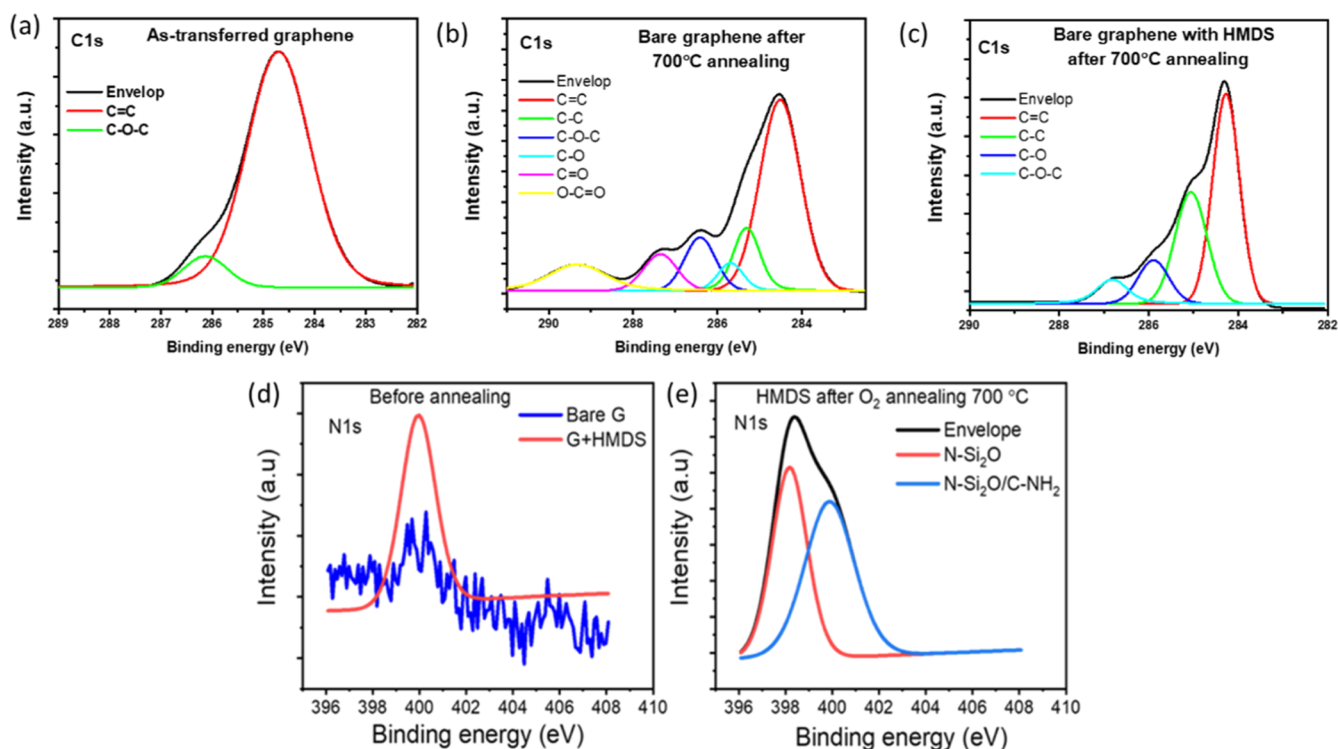 (a)
C1s
As-transferred graphene
Envelop
C=C
C-O-C
Intensity (a.u.)
289 288 287 286 285 284 283 282
Binding energy (eV)
(b)
C1s
Bare graphene after
700°C annealing
Envelop
C=C
C-C
C-O-C
C-O
C=O
O-C=O
Intensity (a.u.)
290 288 286 284
Binding energy (eV)
(c)
C1s
Bare graphene with HMDS
after 700°C annealing
Envelop
C=C
C-C
C-O
C-O-C
Intensity (a.u.)
290 288 286 284 282
Binding energy (eV)
(d)
Before annealing
N1s
Bare G
G+HMDS
Intensity (a.u)
396 398 400 402 404 406 408 410
Binding energy (eV)
(e)
HMDS after O₂ annealing 700 °C
N1s
Envelope
N-Si₂O
N-Si₂O/C-NH₂
Intensity (a.u)
396 398 400 402 404 406 408 410
Binding energy (eV)